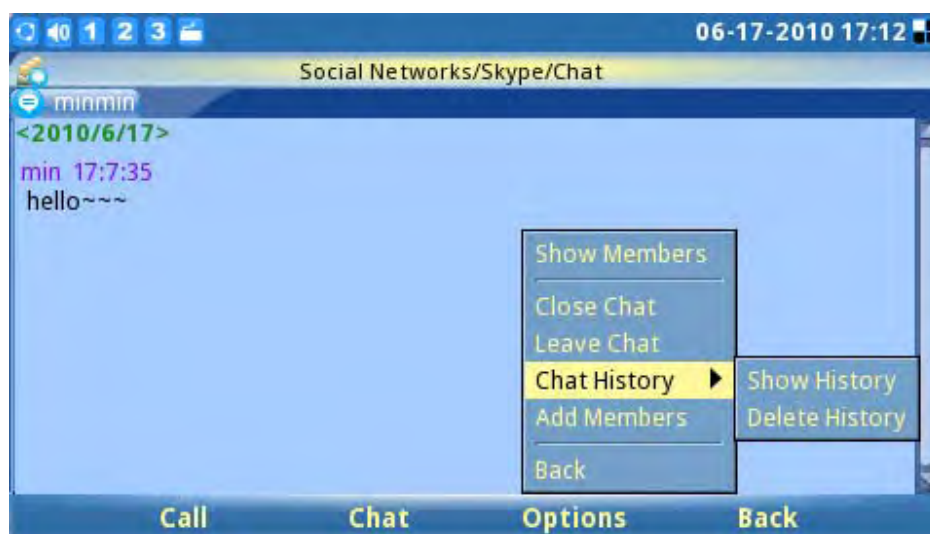 1 2 3 06-17-2010 17:12
Social Networks/Skype/Chat
minmin
<2010/6/17>
min 17:7:35
hello~~~
Show Members
Close Chat
Leave Chat
Chat History
Add Members
Back
Show History
Delete History
Call Chat Options Back